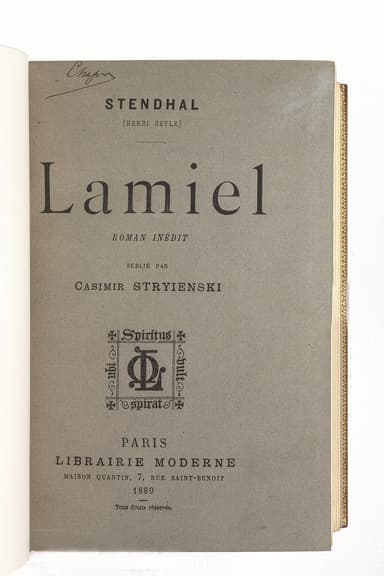 Chapon
STENDHAL
(HENRI BEYLE)
Lamiel
ROMAN INÉDIT
PUBLIÉ PAR
CASIMIR STRYIENSKI
Spiritus
ubi
vult
spirat
PARIS
LIBRAIRIE MODERNE
MAISON QUANTIN, 7, RUE SAINT-BENOIT
1889
Tous droits réservés.